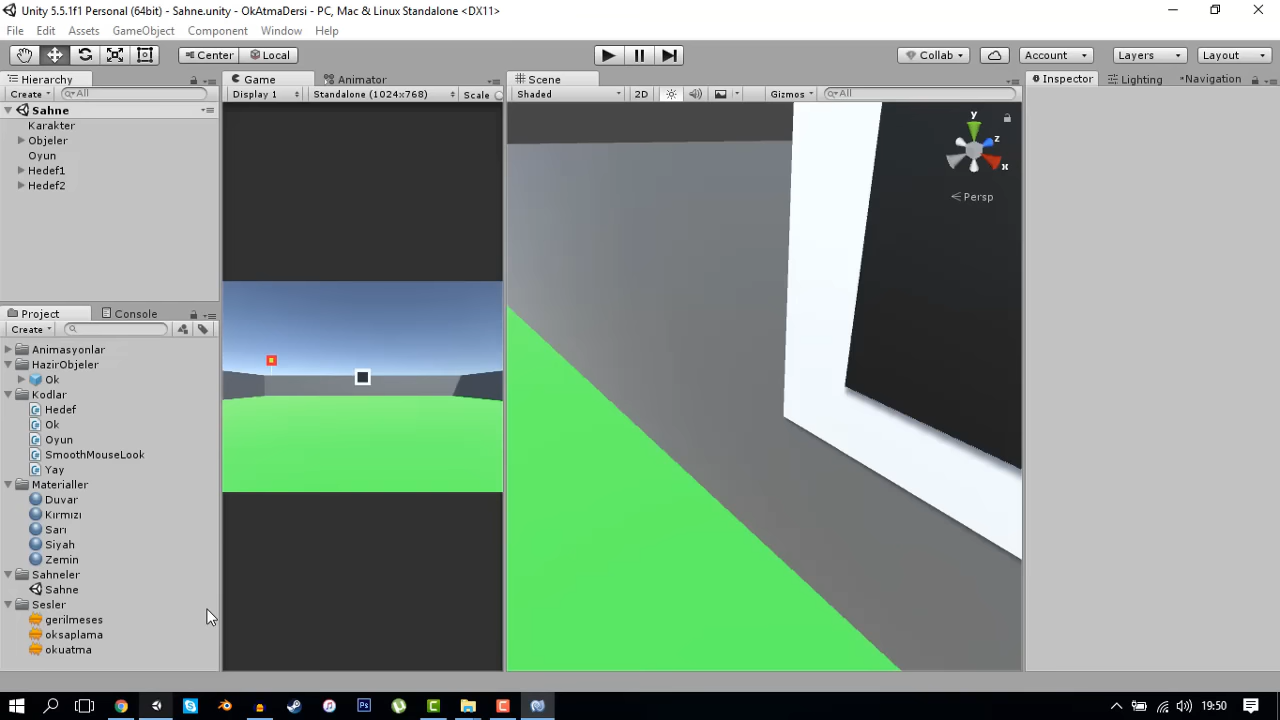 Unity 5.5.1f1 Personal (64bit) - Sahne.unity - OkAtmaDersi - PC, Mac & Linux Standalone <DX11>
File Edit Assets GameObject Component Window Help
Center Local Collab Account Layers Layout
Hierarchy
Create All
Sahne
Karakter
Objeler
Oyun
Hedef1
Hedef2
Project Console
Create
Animasyonlar
HazirObjeler
Ok
Kodlar
Hedef
Ok
Oyun
SmoothMouseLook
Yay
Materialler
Duvar
Kırmızı
Sarı
Siyah
Zemin
Sahneler
Sahne
Sesler
gerilmeses
oksaplama
okuatma
Game Animator
Display 1 Standalone (1024x768) Scale
Scene
Shaded 2D Gizmos All
y
z
x
Persp
Inspector Lighting Navigation
19:50